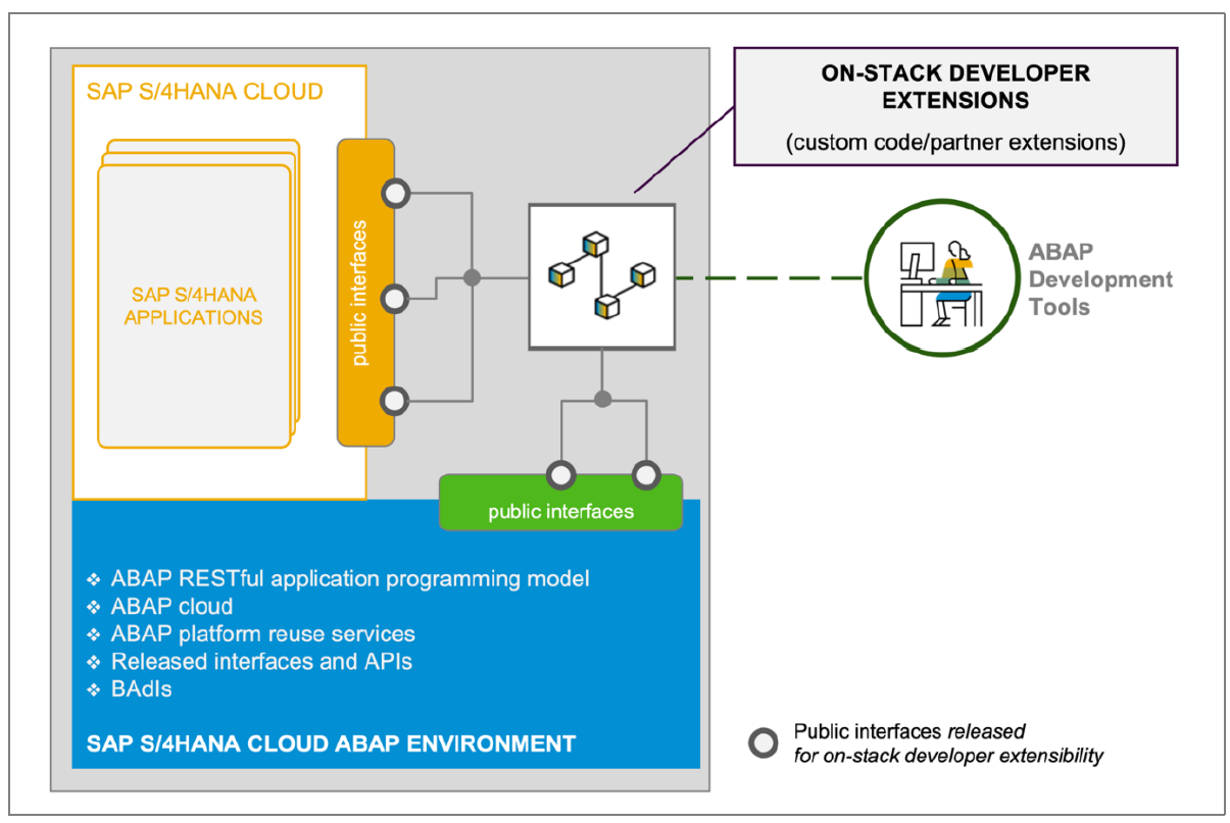 SAP S/4HANA CLOUD
SAP S/4HANA
APPLICATIONS
public interfaces
ON-STACK DEVELOPER
EXTENSIONS
(custom code/partner extensions)
ABAP
Development
Tools
public interfaces
❖ ABAP RESTful application programming model
❖ ABAP cloud
❖ ABAP platform reuse services
❖ Released interfaces and APIs
❖ BAdIs
SAP S/4HANA CLOUD ABAP ENVIRONMENT
Public interfaces released
for on-stack developer extensibility